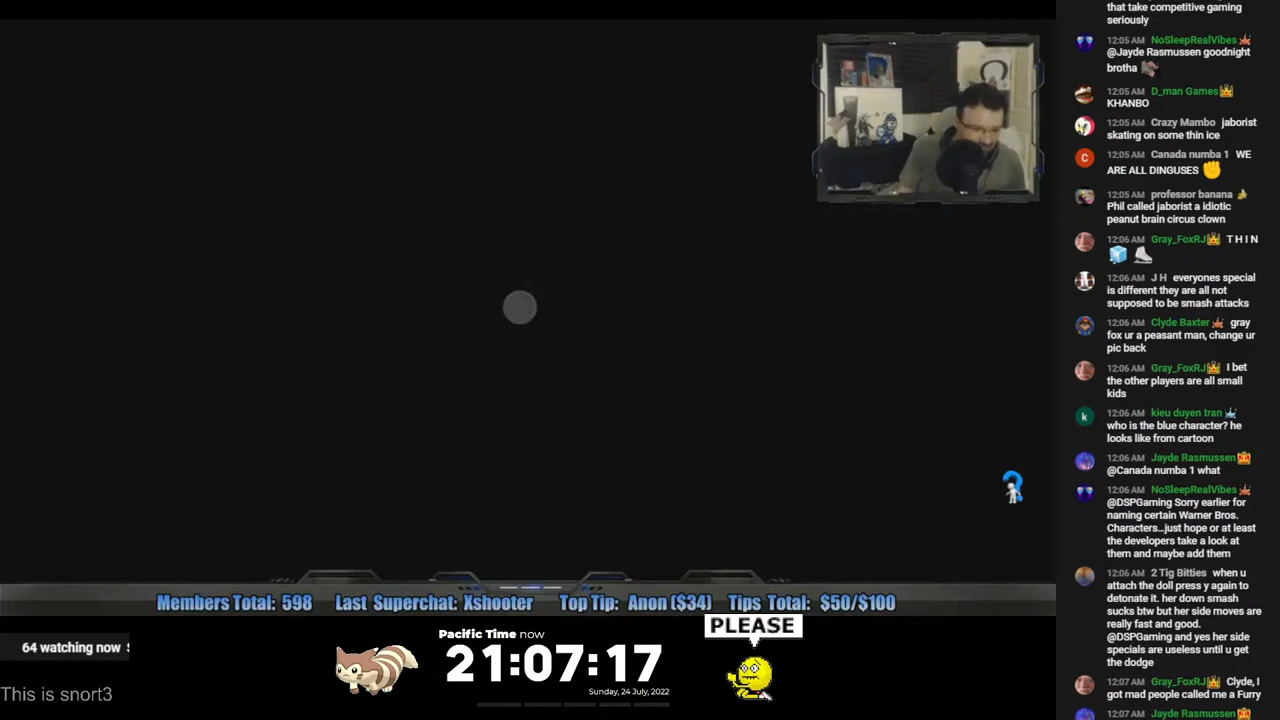 that take competitive gaming
seriously
12:05 AM NoSleepRealVibes
@Jayde Rasmussen goodnight
brotha
12:05 AM D_man Games
KHANBO
12:05 AM Crazy Mambo jaborist
skating on some thin ice
12:05 AM Canada numba 1 WE
ARE ALL DINGUSES
12:05 AM professor banana
Phil called jaborist a idiotic
peanut brain circus clown
12:06 AM Gray_FoxRJ T H I N
12:06 AM J H everyones special
is different they are all not
supposed to be smash attacks
12:06 AM Clyde Baxter gray
fox ur a peasant man, change ur
pic back
12:06 AM Gray_FoxRJ I bet
the other players are all small
kids
12:06 AM kieu duyen tran
who is the blue character? he
looks like from cartoon
12:06 AM Jayde Rasmussen
@Canada numba 1 what
12:06 AM NoSleepRealVibes
@DSPGaming Sorry earlier for
naming certain Warner Bros.
Characters...just hope or at least
the developers take a look at
them and maybe add them
12:06 AM 2 Tig Bitties when u
attach the doll press y again to
detonate it. her down smash
sucks btw but her side moves are
really fast and good.
@DSPGaming and yes her side
specials are useless until u get
the dodge
12:07 AM Gray_FoxRJ Clyde, I
got mad people called me a Furry
12:07 AM Jayde Rasmussen
Members Total: 598 Last Superchat: Xshooter Top Tip: Anon ($34) Tips Total: $50/$100
PLEASE
64 watching now
Pacific Time now
21:07:17
Sunday, 24 July, 2022
This is snort3